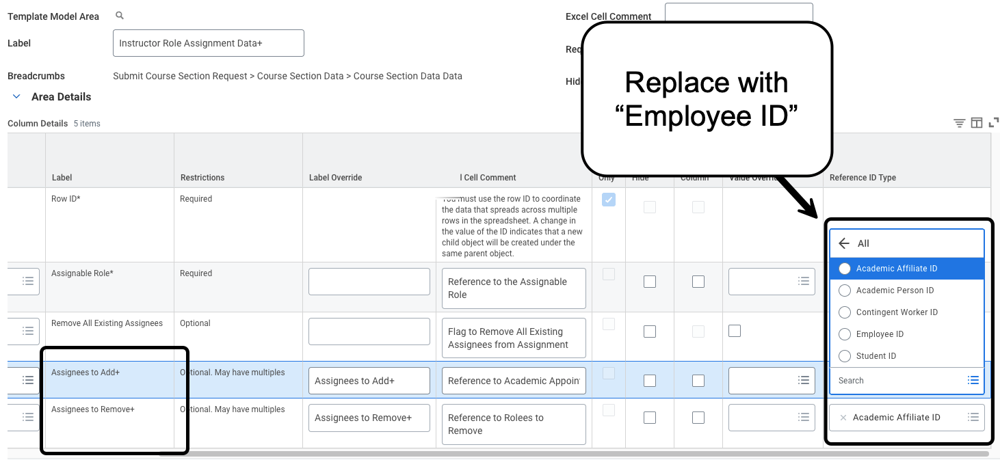 Template Model Area
Excel Cell Comment
Label
Instructor Role Assignment Data+
Req
Breadcrumbs
Submit Course Section Request > Course Section Data > Course Section Data Data
Hid
Replace with
“Employee ID”
Area Details
Column Details 5 items
Label
Restrictions
Label Override
l Cell Comment
Only
Hide
Column
Value Overri
Reference ID Type
Row ID*
Required
You must use the row ID to coordinate
the data that spreads across multiple
rows in the spreadsheet. A change in
the value of the ID indicates that a new
child object will be created under the
same parent object.
Assignable Role*
Required
Reference to the Assignable
Role
Remove All Existing Assignees
Optional
Flag to Remove All Existing
Assignees from Assignment
Assignees to Add+
Optional. May have multiples
Assignees to Add+
Reference to Academic Appoin
Assignees to Remove+
Optional. May have multiples
Assignees to Remove+
Reference to Rolees to
Remove
All
Academic Affiliate ID
Academic Person ID
Contingent Worker ID
Employee ID
Student ID
Search
Academic Affiliate ID